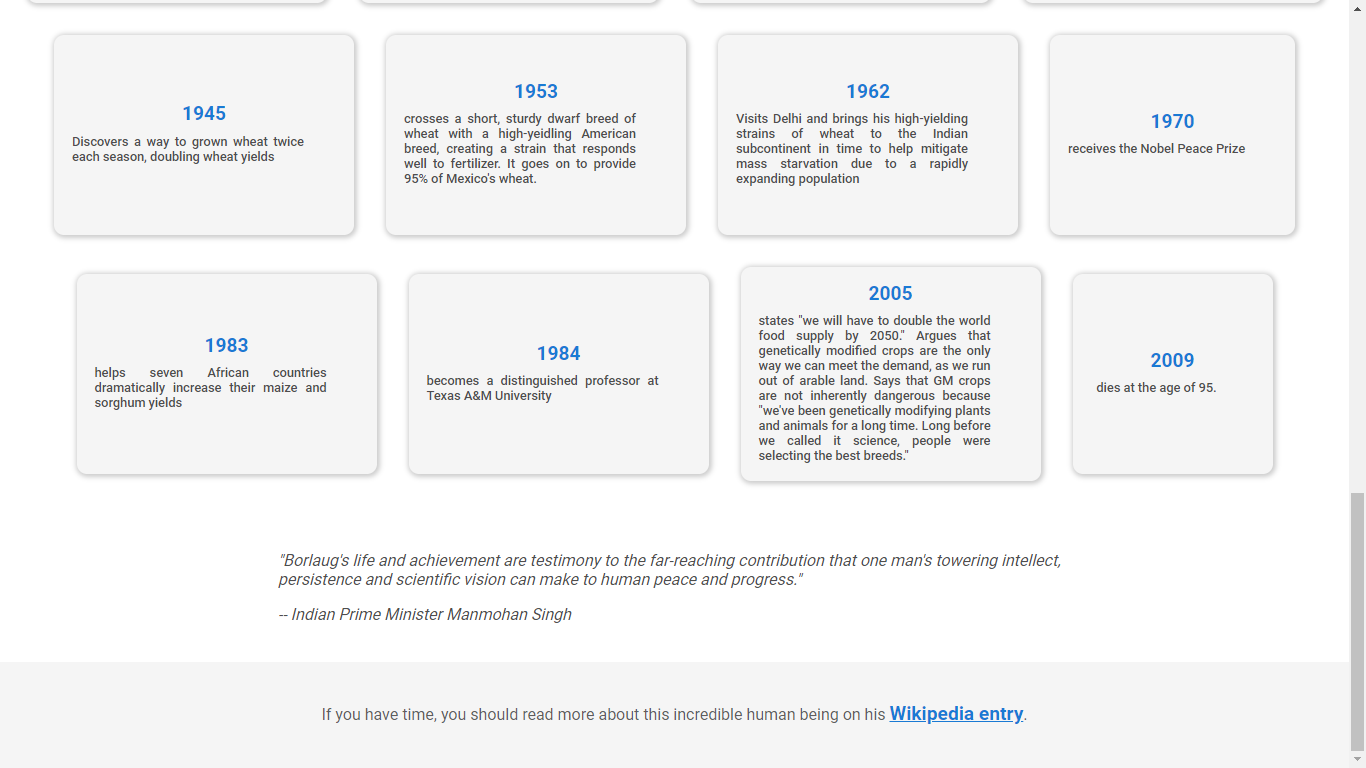 1945
Discovers a way to grown wheat twice
each season, doubling wheat yields
1953
crosses a short, sturdy dwarf breed of
wheat with a high-yeidling American
breed, creating a strain that responds
well to fertilizer. It goes on to provide
95% of Mexico's wheat.
1962
Visits Delhi and brings his high-yielding
strains of wheat to the Indian
subcontinent in time to help mitigate
mass starvation due to a rapidly
expanding population
1970
receives the Nobel Peace Prize
1983
helps seven African countries
dramatically increase their maize and
sorghum yields
1984
becomes a distinguished professor at
Texas A&M University
2005
states "we will have to double the world
food supply by 2050." Argues that
genetically modified crops are the only
way we can meet the demand, as we run
out of arable land. Says that GM crops
are not inherently dangerous because
"we've been genetically modifying plants
and animals for a long time. Long before
we called it science, people were
selecting the best breeds."
2009
dies at the age of 95.
"Borlaug's life and achievement are testimony to the far-reaching contribution that one man's towering intellect,
persistence and scientific vision can make to human peace and progress."
-- Indian Prime Minister Manmohan Singh
If you have time, you should read more about this incredible human being on his Wikipedia entry.